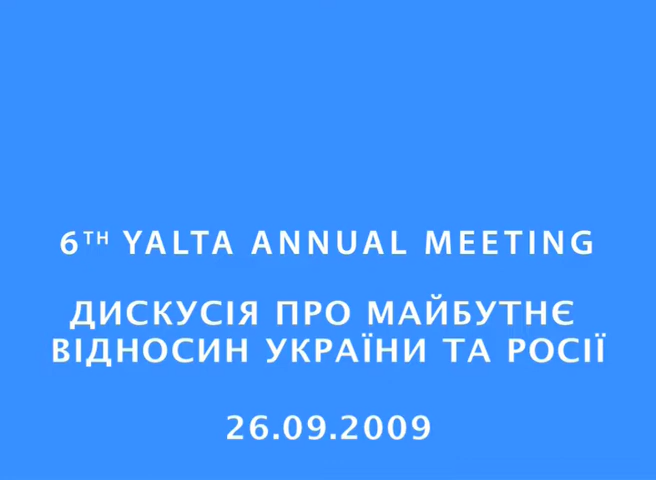 6TH YALTA ANNUAL MEETING
ДИСКУСІЯ ПРО МАЙБУТНЄ
ВІДНОСИН УКРАЇНИ ТА РОСІЇ
26.09.2009